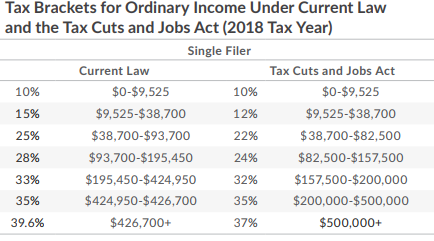 Tax Brackets for Ordinary Income Under Current Law
and the Tax Cuts and Jobs Act (2018 Tax Year)
Single Filer
Current Law Tax Cuts and Jobs Act
10% $0-$9,525 10% $0-$9,525
15% $9,525-$38,700 12% $9,525-$38,700
25% $38,700-$93,700 22% $38,700-$82,500
28% $93,700-$195,450 24% $82,500-$157,500
33% $195,450-$424,950 32% $157,500-$200,000
35% $424,950-$426,700 35% $200,000-$500,000
39.6% $426,700+ 37% $500,000+